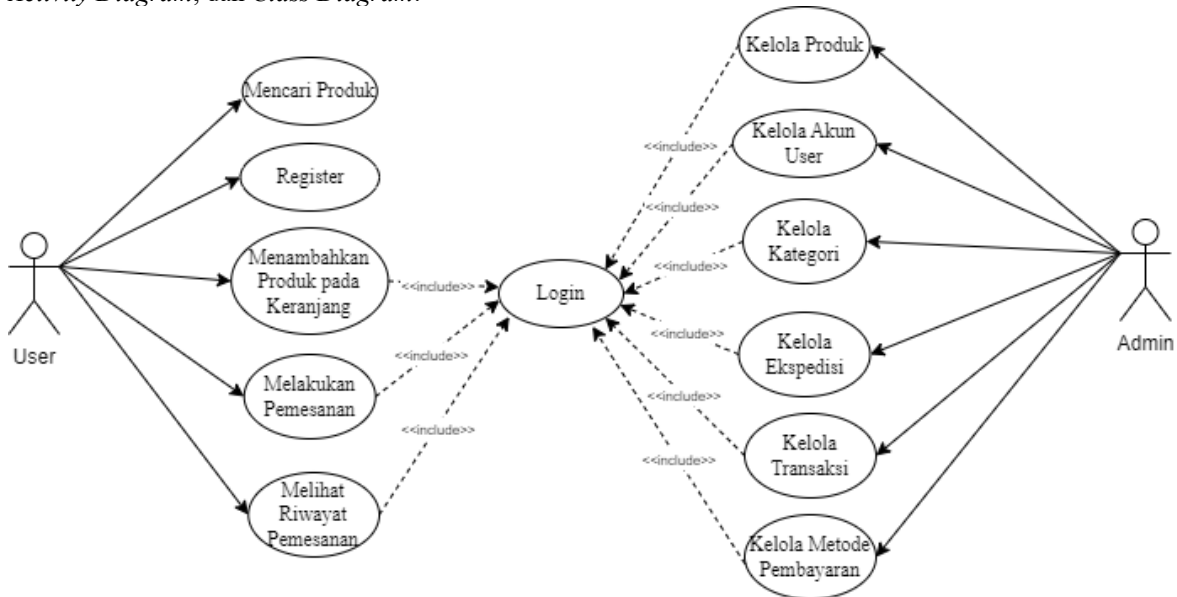 Activity Diagram, dan Class Diagram.
Mencari Produk
Register
Menambahkan
Produk pada
Keranjang
Melakukan
Pemesanan
Melihat
Riwayat
Pemesanan
User
<<include>>
<<include>>
<<include>>
Login
<<include>>
<<include>>
<<include>>
<<include>>
<<include>>
<<include>>
Kelola Produk
Kelola Akun
User
Kelola
Kategori
Kelola
Ekspedisi
Kelola
Transaksi
Kelola Metode
Pembayaran
Admin